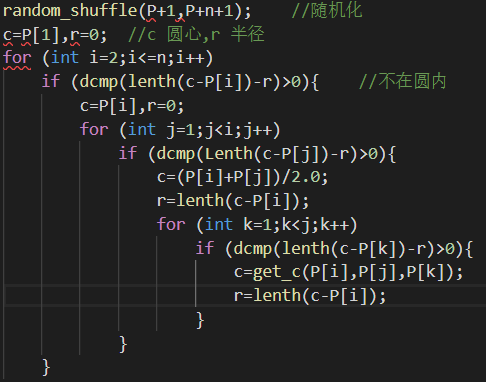 random_shuffle(P+1,P+n+1);    //随机化
c=P[1],r=0;  //c 圆心,r 半径
for (int i=2;i<=n;i++)
    if (dcmp(lenth(c-P[i])-r)>0){    //不在圆内
        c=P[i],r=0;
        for (int j=1;j<i;j++)
            if (dcmp(Lenth(c-P[j])-r)>0){
                c=(P[i]+P[j])/2.0;
                r=lenth(c-P[i]);
                for (int k=1;k<j;k++)
                    if (dcmp(lenth(c-P[k])-r)>0){
                        c=get_c(P[i],P[j],P[k]);
                        r=lenth(c-P[i]);
                    }
            }
    }